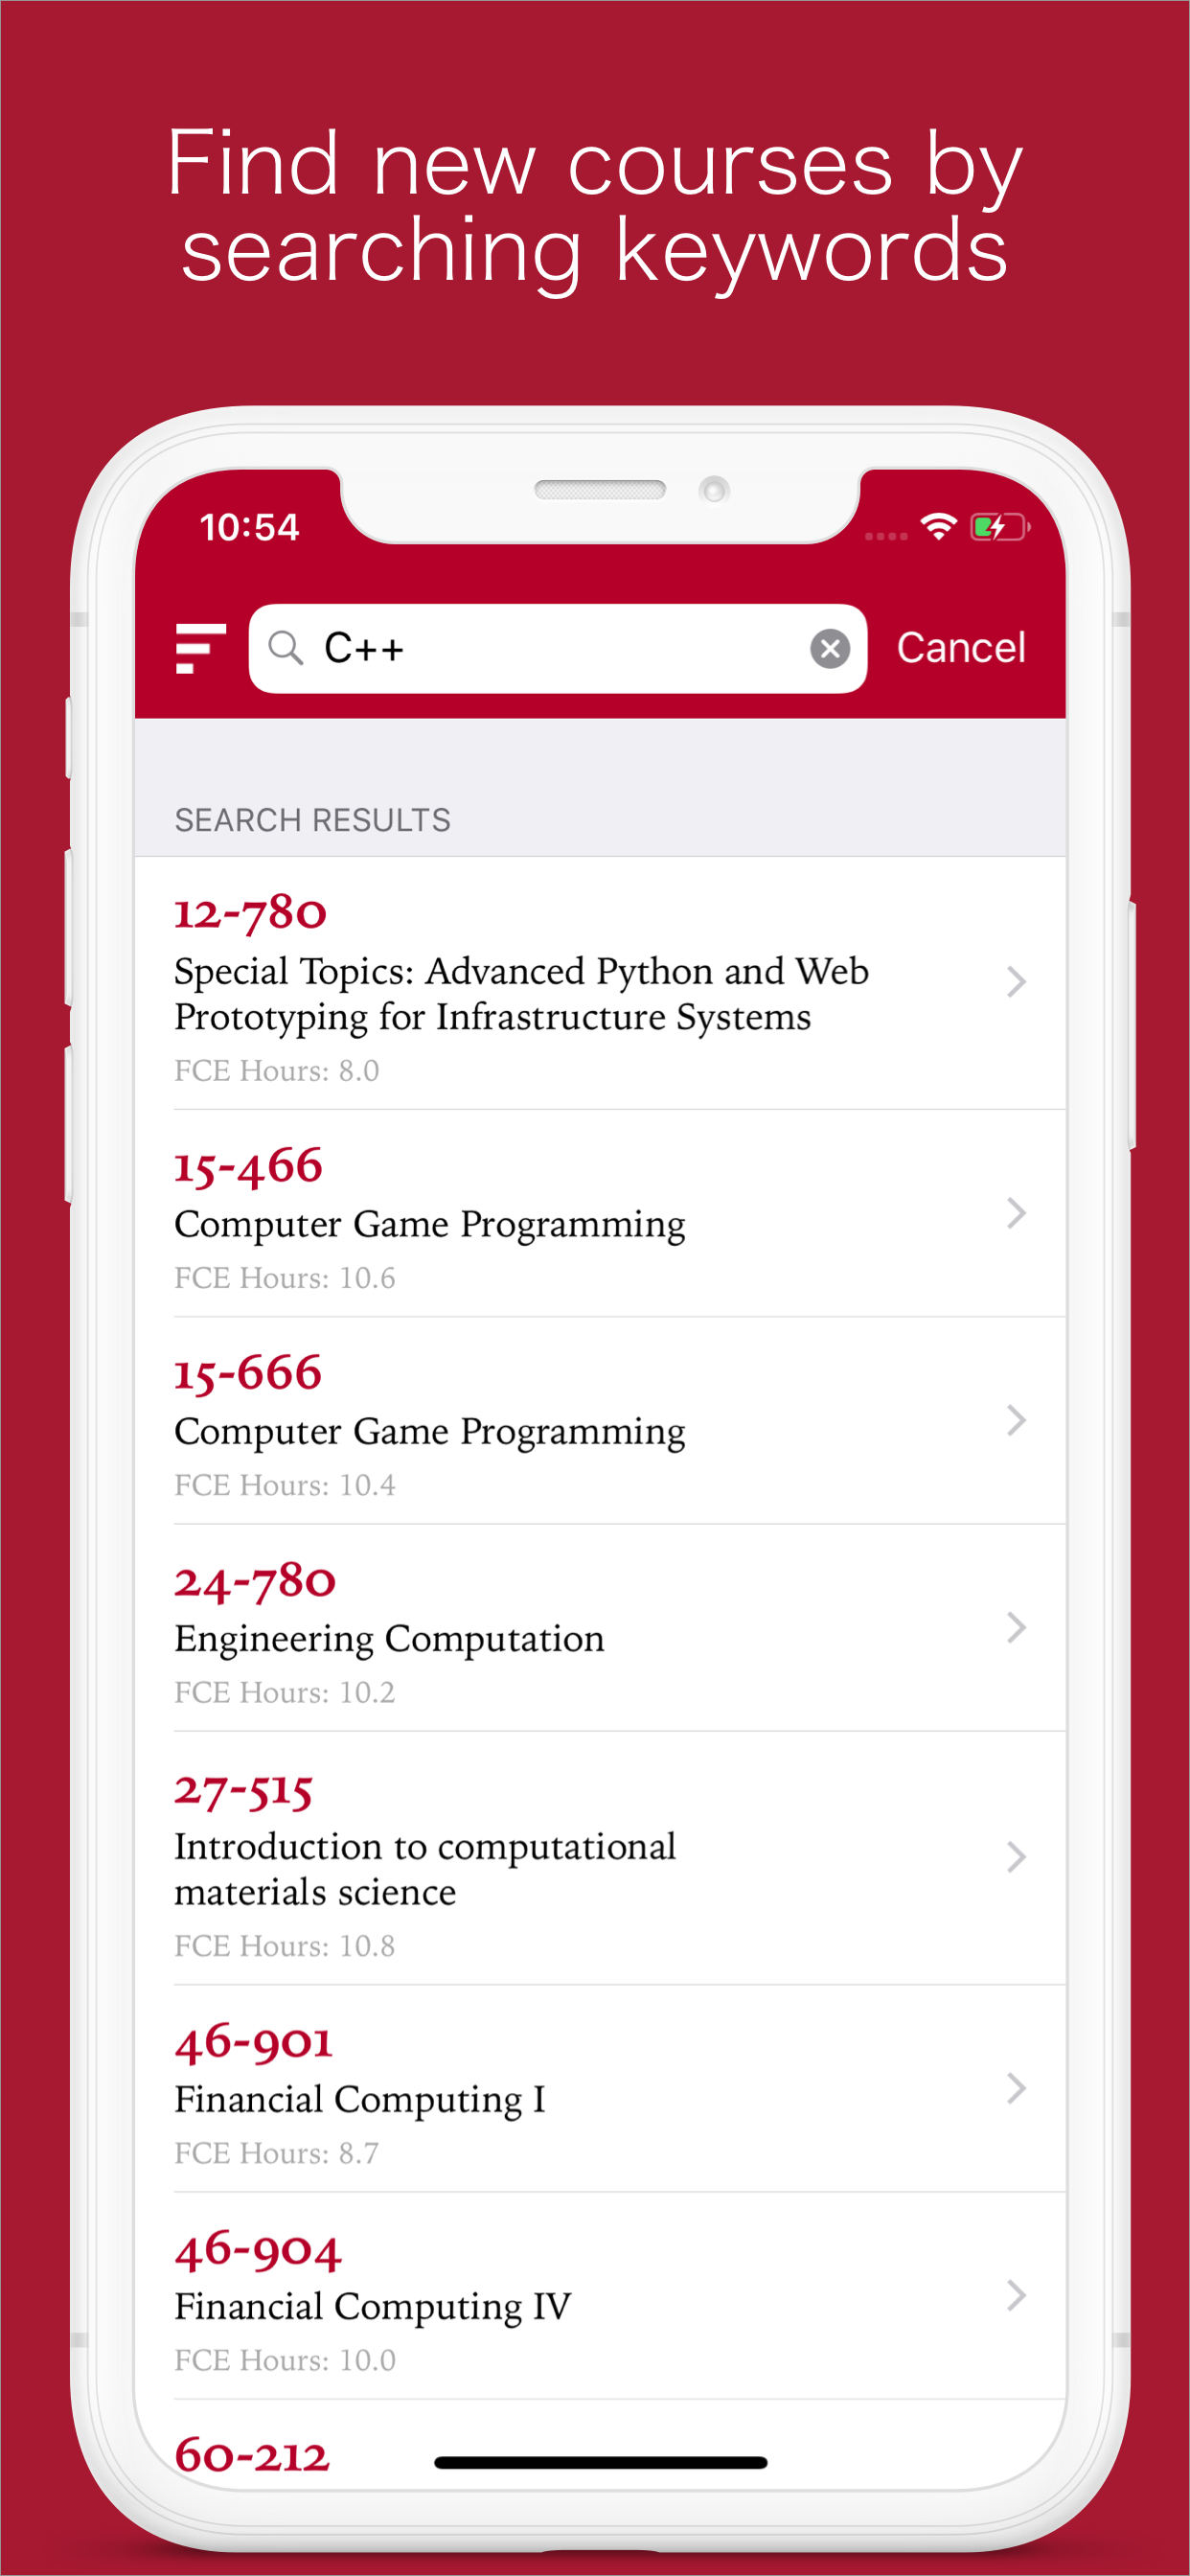 Find new courses by
searching keywords
10:54
C++
Cancel
SEARCH RESULTS
12-780
Special Topics: Advanced Python and Web
Prototyping for Infrastructure Systems
FCE Hours: 8.0
15-466
Computer Game Programming
FCE Hours: 10.6
15-666
Computer Game Programming
FCE Hours: 10.4
24-780
Engineering Computation
FCE Hours: 10.2
27-515
Introduction to computational
materials science
FCE Hours: 10.8
46-901
Financial Computing I
FCE Hours: 8.7
46-904
Financial Computing IV
FCE Hours: 10.0
60-212